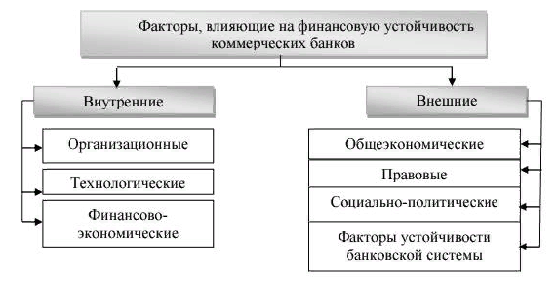 Факторы, влияющие на финансовую устойчивость
коммерческих банков
Внутренние
Внешние
Организационные
Технологические
Финансово-
экономические
Общеэкономические
Правовые
Социально-политические
Факторы устойчивости
банковской системы